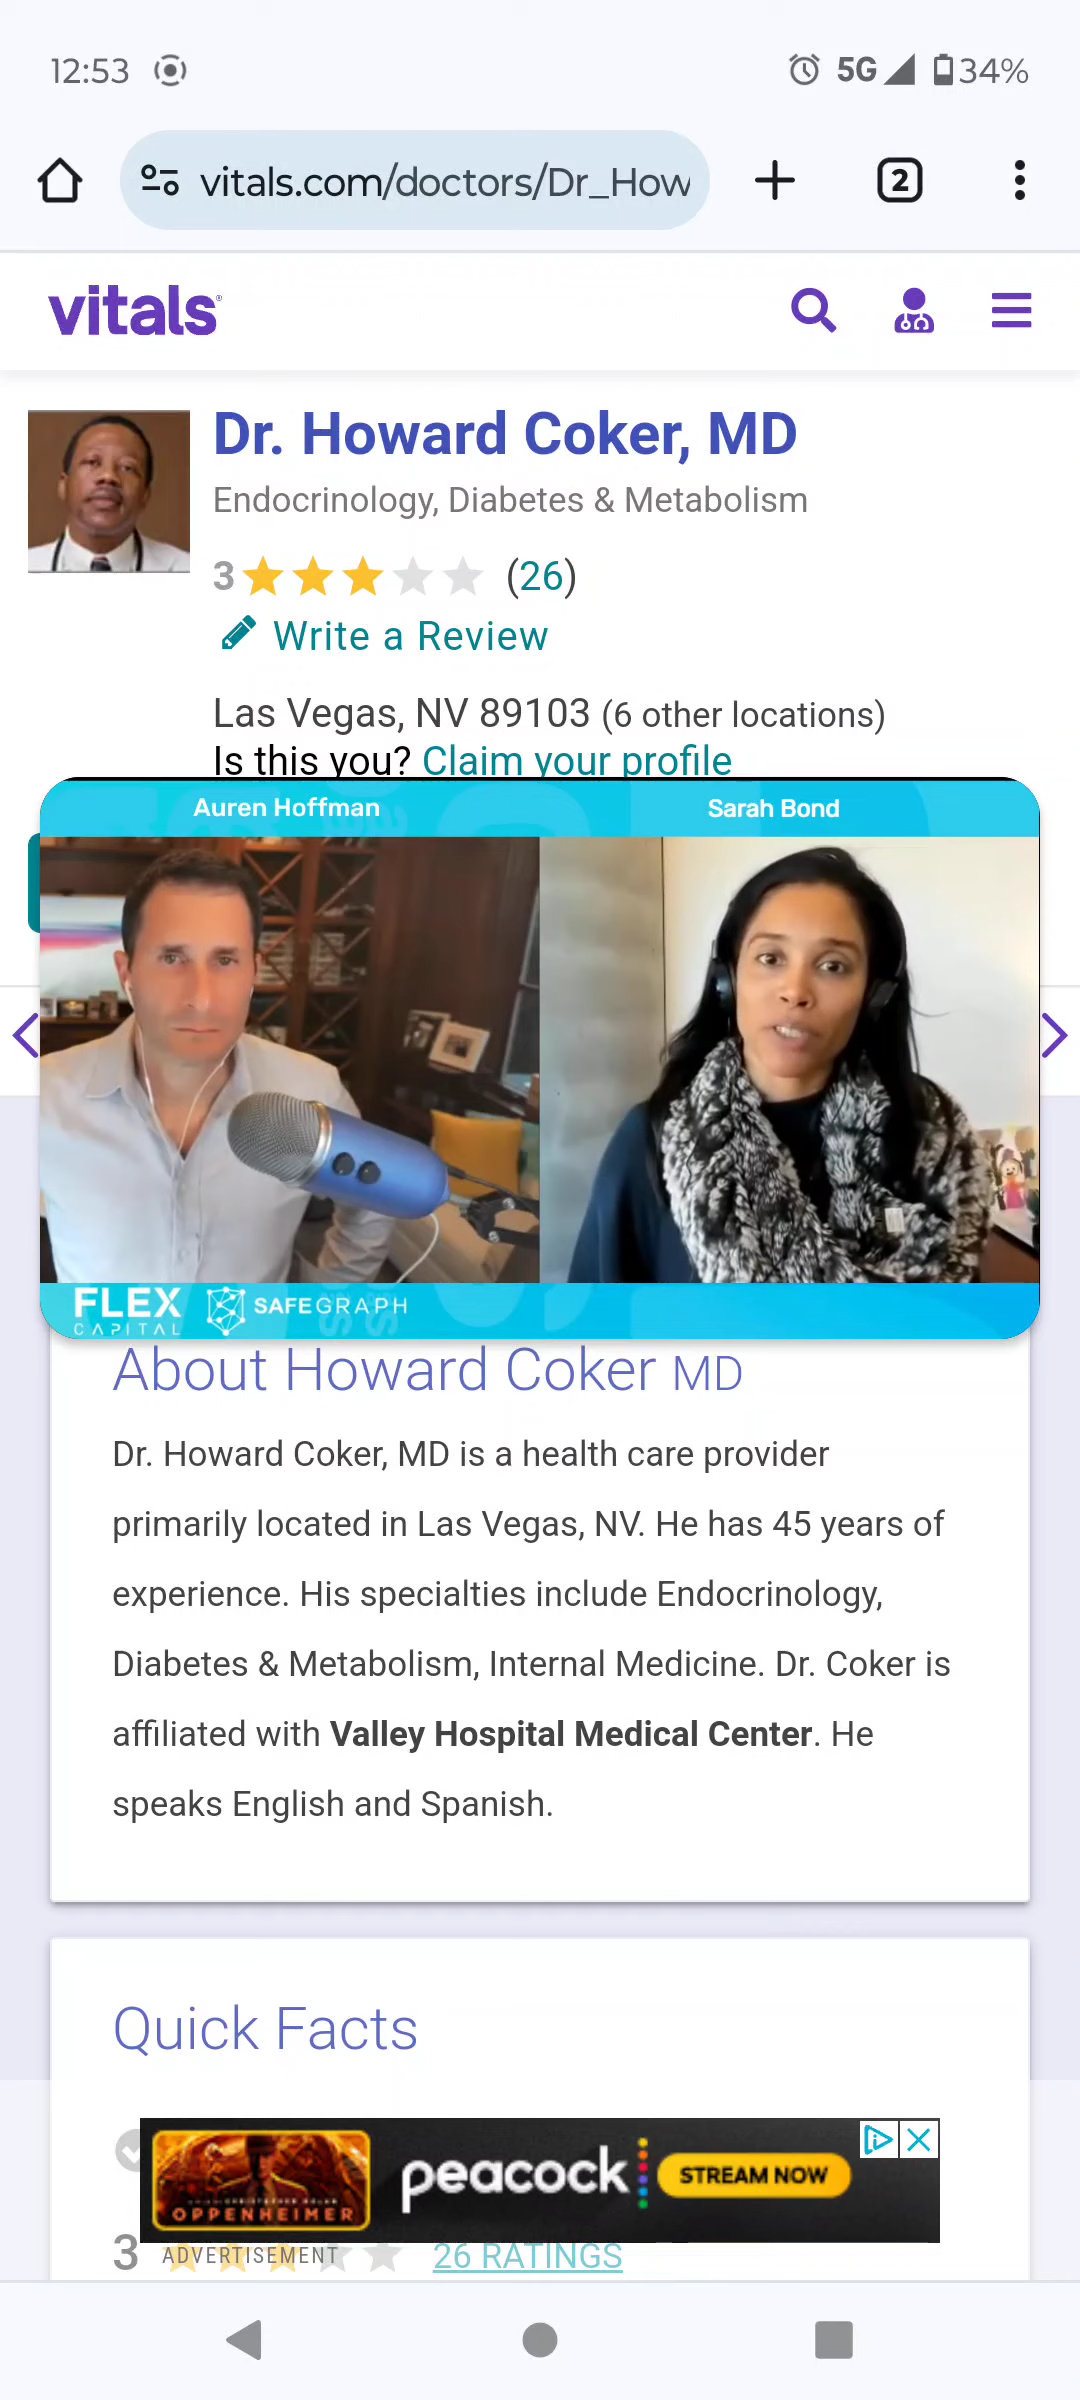 12:53
5G 34%
vitals.com/doctors/Dr_How
2
vitals
Dr. Howard Coker, MD
Endocrinology, Diabetes & Metabolism
3 (26)
Write a Review
Las Vegas, NV 89103 (6 other locations)
Is this you? Claim your profile
Auren Hoffman Sarah Bond
FLEX CAPITAL SAFEGRAPH
About Howard Coker MD
Dr. Howard Coker, MD is a health care provider
primarily located in Las Vegas, NV. He has 45 years of
experience. His specialties include Endocrinology,
Diabetes & Metabolism, Internal Medicine. Dr. Coker is
affiliated with Valley Hospital Medical Center. He
speaks English and Spanish.
Quick Facts
OPPENHEIMER peacock STREAM NOW
3 ADVERTISEMENT 26 RATINGS